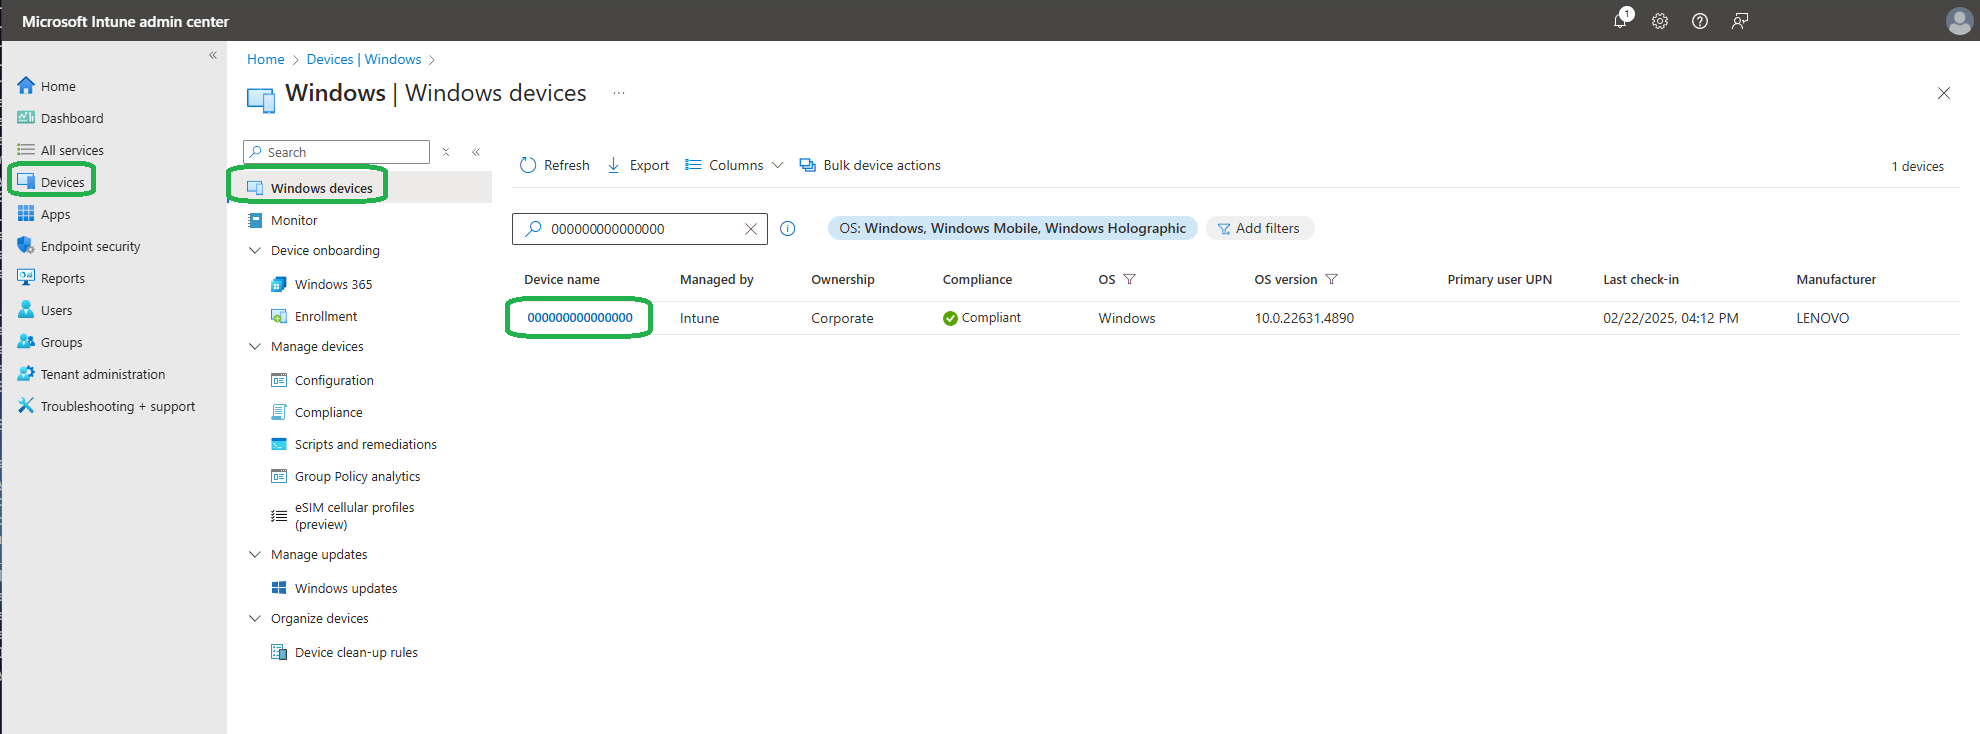 Microsoft Intune admin center
1
Home
Dashboard
All services
Devices
Apps
Endpoint security
Reports
Users
Groups
Tenant administration
Troubleshooting + support
Home > Devices | Windows >
Windows | Windows devices ...
Search
Windows devices
Monitor
Device onboarding
Windows 365
Enrollment
Manage devices
Configuration
Compliance
Scripts and remediations
Group Policy analytics
eSIM cellular profiles
(preview)
Manage updates
Windows updates
Organize devices
Device clean-up rules
Refresh Export Columns Bulk device actions 1 devices
000000000000000 OS: Windows, Windows Mobile, Windows Holographic Add filters
Device name Managed by Ownership Compliance OS OS version Primary user UPN Last check-in Manufacturer
000000000000000 Intune Corporate Compliant Windows 10.0.22631.4890 02/22/2025, 04:12 PM LENOVO